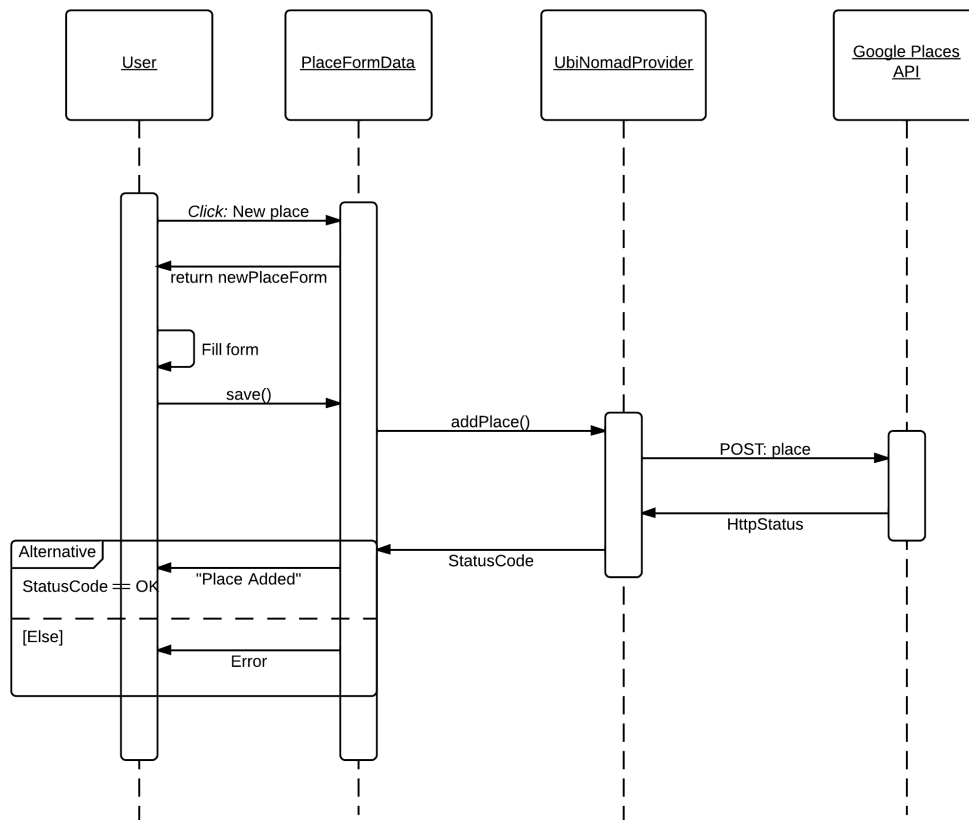 User
PlaceFormData
UbiNomadProvider
Google Places
API
Click: New place
return newPlaceForm
Fill form
save()
addPlace()
POST: place
HttpStatus
StatusCode
Alternative
"Place Added"
StatusCode == OK
[Else]
Error